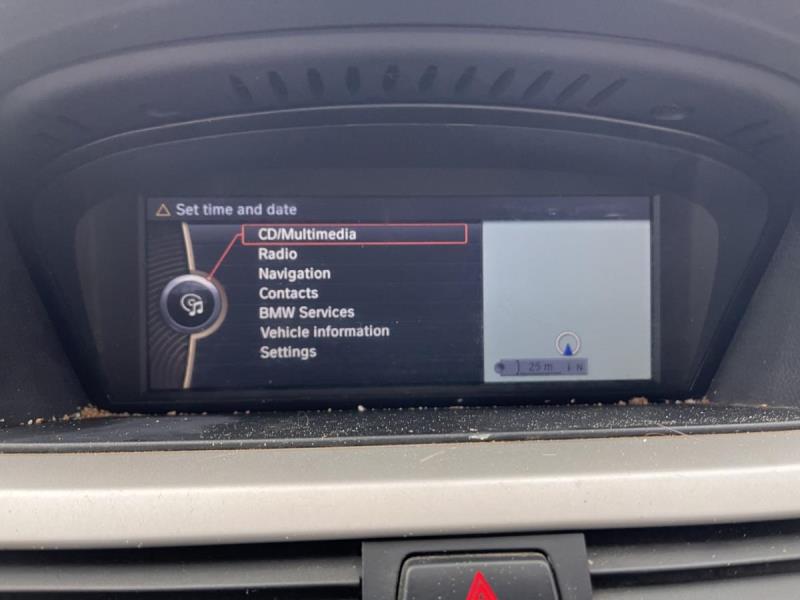 Set time and date
CD/Multimedia
Radio
Navigation
Contacts
BMW Services
Vehicle information
Settings
25 m
N